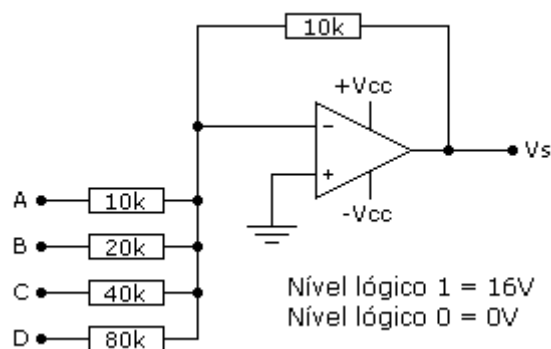 10k
+Vcc
−
Vs
+
A 10k
-Vcc
B 20k
C 40k
Nível lógico 1 = 16V
Nível lógico 0 = 0V
D 80k